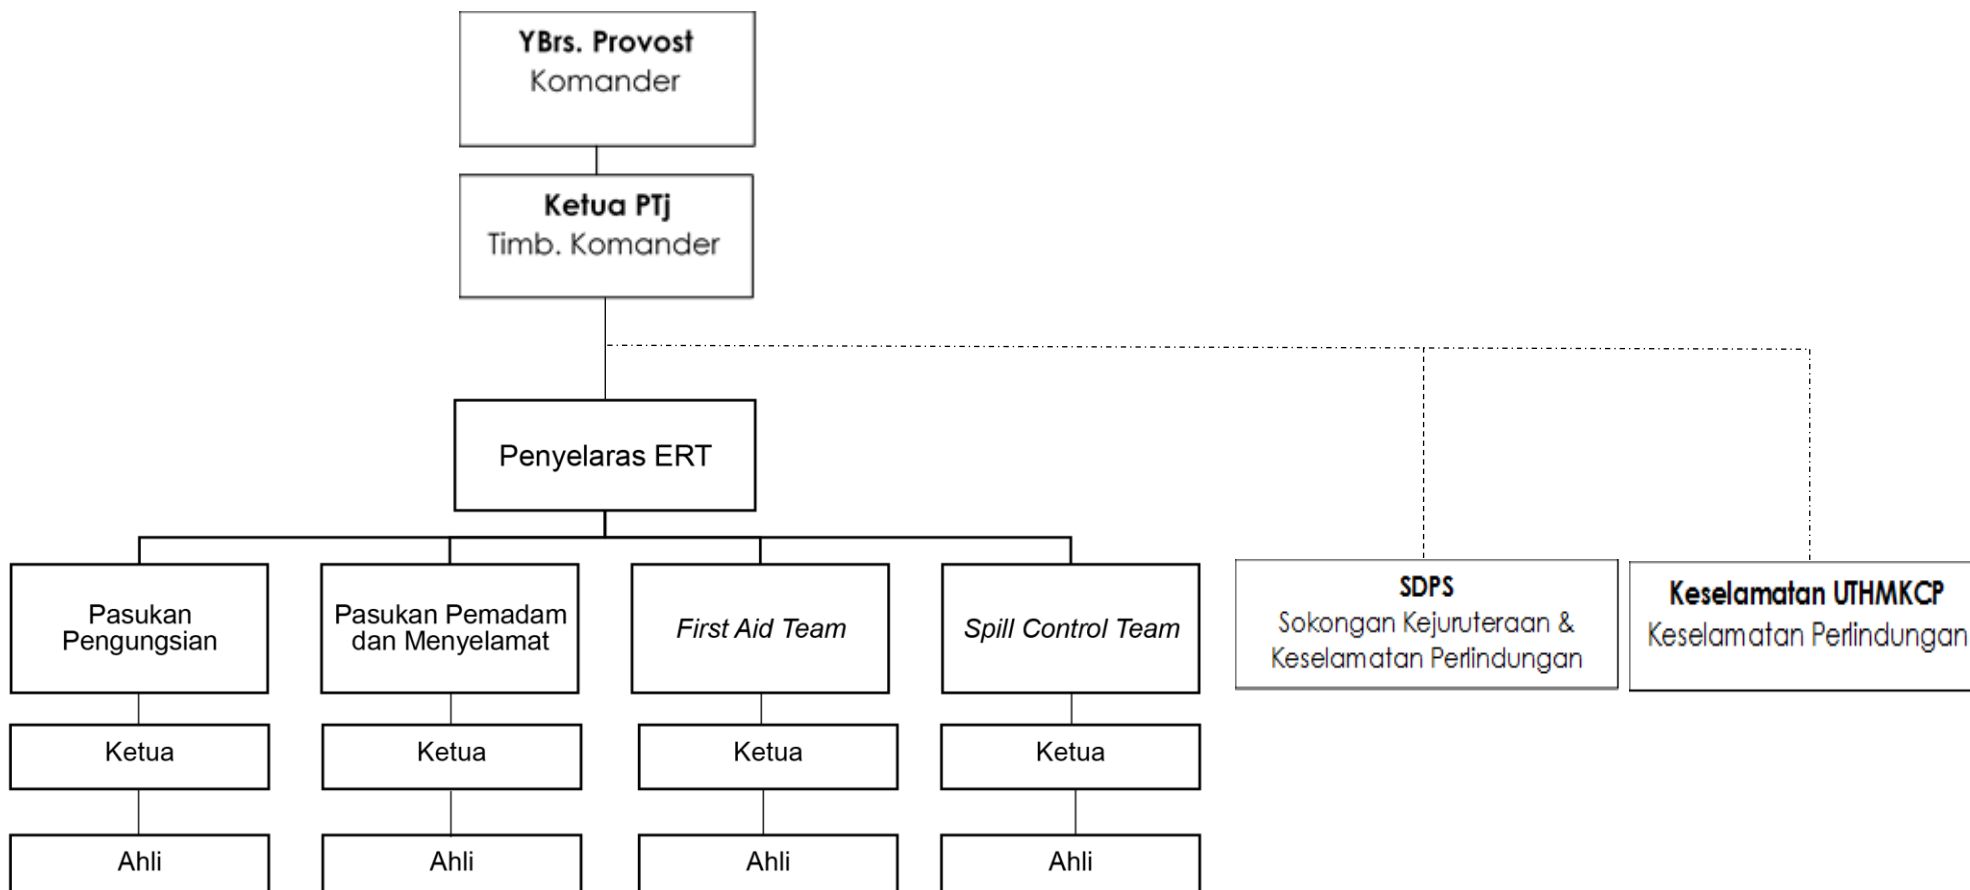 YBrs. Provost
Komander
Ketua PTj
Timb. Komander
Penyelaras ERT
Pasukan
Pengungsian
Pasukan Pemadam
dan Menyelamat
First Aid Team
Spill Control Team
SDPS
Sokongan Kejuruteraan &
Keselamatan Perlindungan
Keselamatan UTHMKCP
Keselamatan Perlindungan
Ketua
Ketua
Ketua
Ketua
Ahli
Ahli
Ahli
Ahli